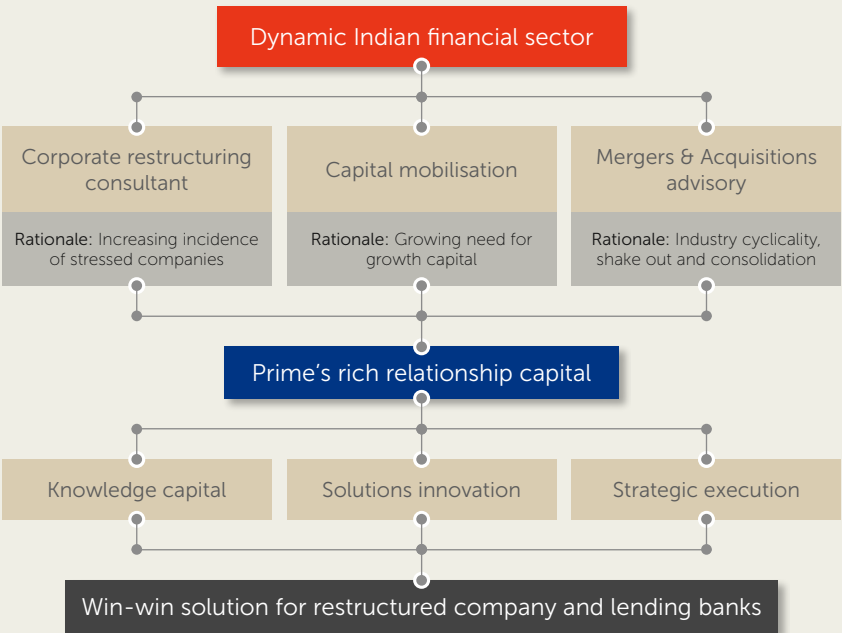 Dynamic Indian financial sector
Corporate restructuring
consultant
Rationale: Increasing incidence
of stressed companies
Capital mobilisation
Rationale: Growing need for
growth capital
Mergers & Acquisitions
advisory
Rationale: Industry cyclicality,
shake out and consolidation
Prime's rich relationship capital
Knowledge capital
Solutions innovation
Strategic execution
Win-win solution for restructured company and lending banks